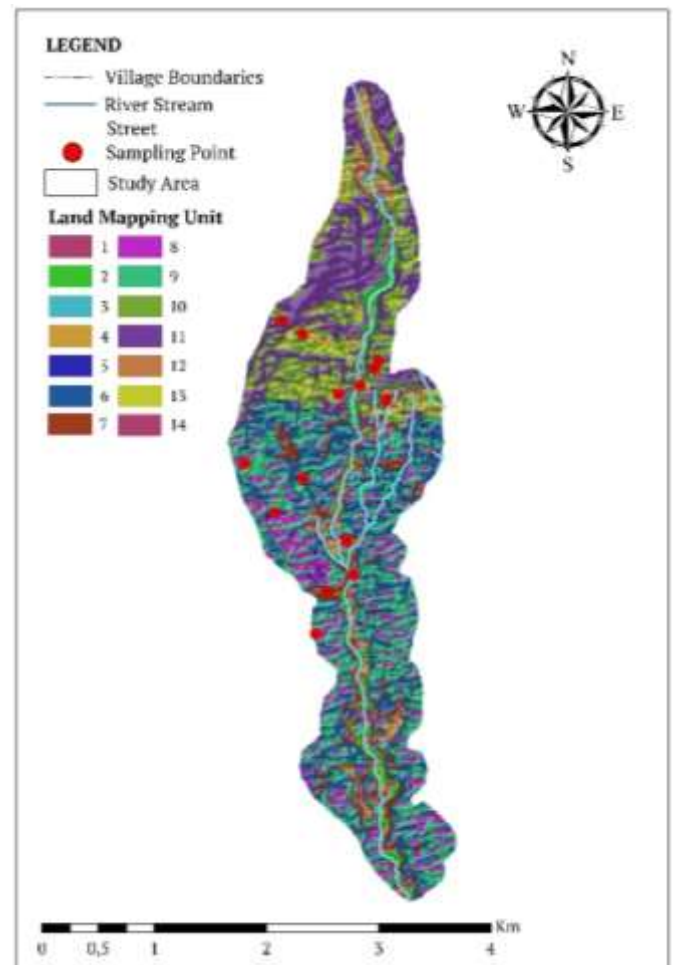 LEGEND
Village Boundaries
River Stream
Street
Sampling Point
Study Area
Land Mapping Unit
1 8
2 9
3 10
4 11
5 12
6 13
7 14
N
W E
S
Km
0 0,5 1 2 3 4